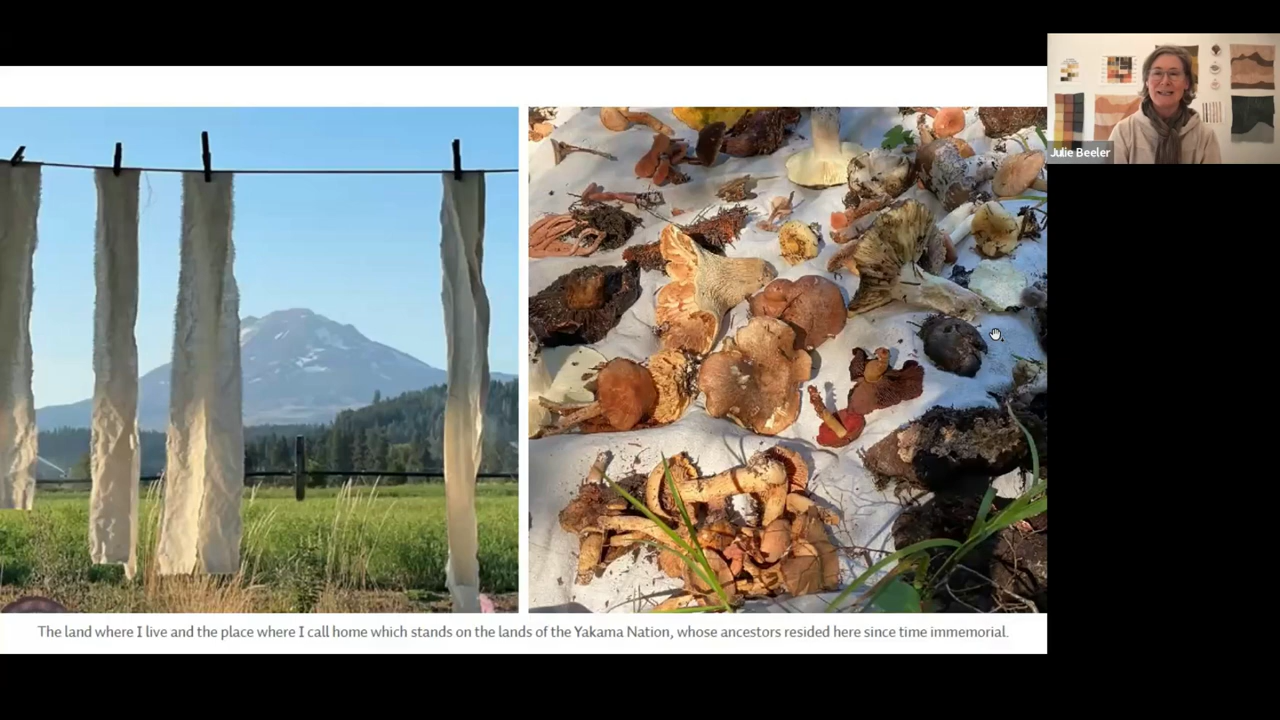 Julie Beeler
The land where I live and the place where I call home which stands on the lands of the Yakama Nation, whose ancestors resided here since time immemorial.